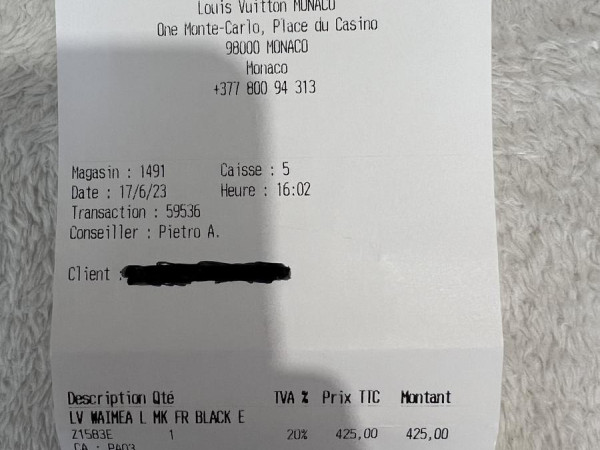 Louis Vuitton MONACO
One Monte-Carlo, Place du Casino
98000 MONACO
Monaco
+377 800 94 313
Magasin : 1491 Caisse : 5
Date : 17/6/23 Heure : 16:02
Transaction : 59536
Conseiller : Pietro A.
Client :
Description Qté TVA % Prix TTC Montant
LV WAIMEA L MK FR BLACK E
Z1583E 1 20% 425,00 425,00
CA : PA03